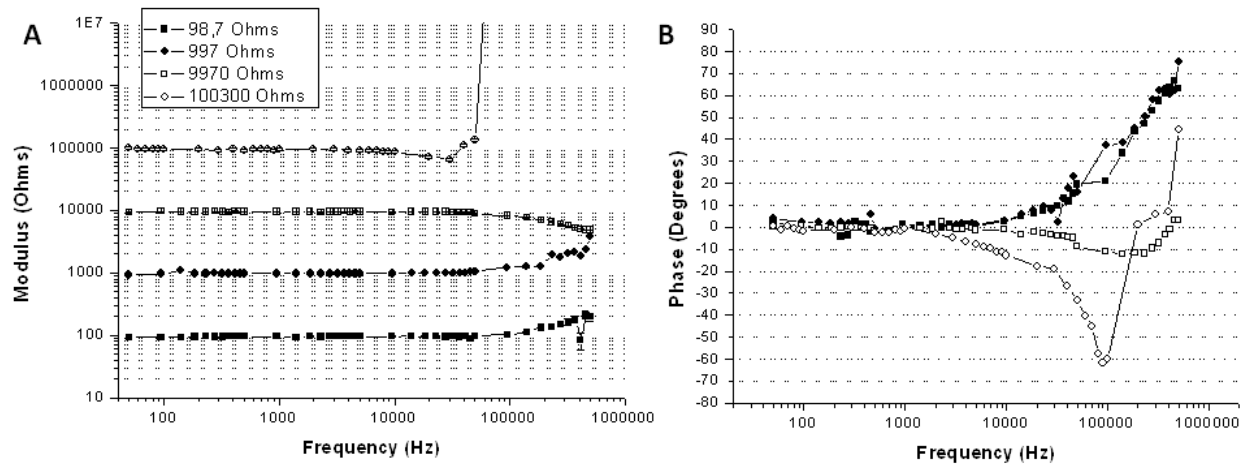 A
98,7 Ohms
997 Ohms
9970 Ohms
100300 Ohms
Modulus (Ohms)
1E7
1000000
100000
10000
1000
100
10
100 1000 10000 100000 1000000
Frequency (Hz)
B
Phase (Degrees)
90
80
70
60
50
40
30
20
10
0
-10
-20
-30
-40
-50
-60
-70
-80
100 1000 10000 100000 1000000
Frequency (Hz)